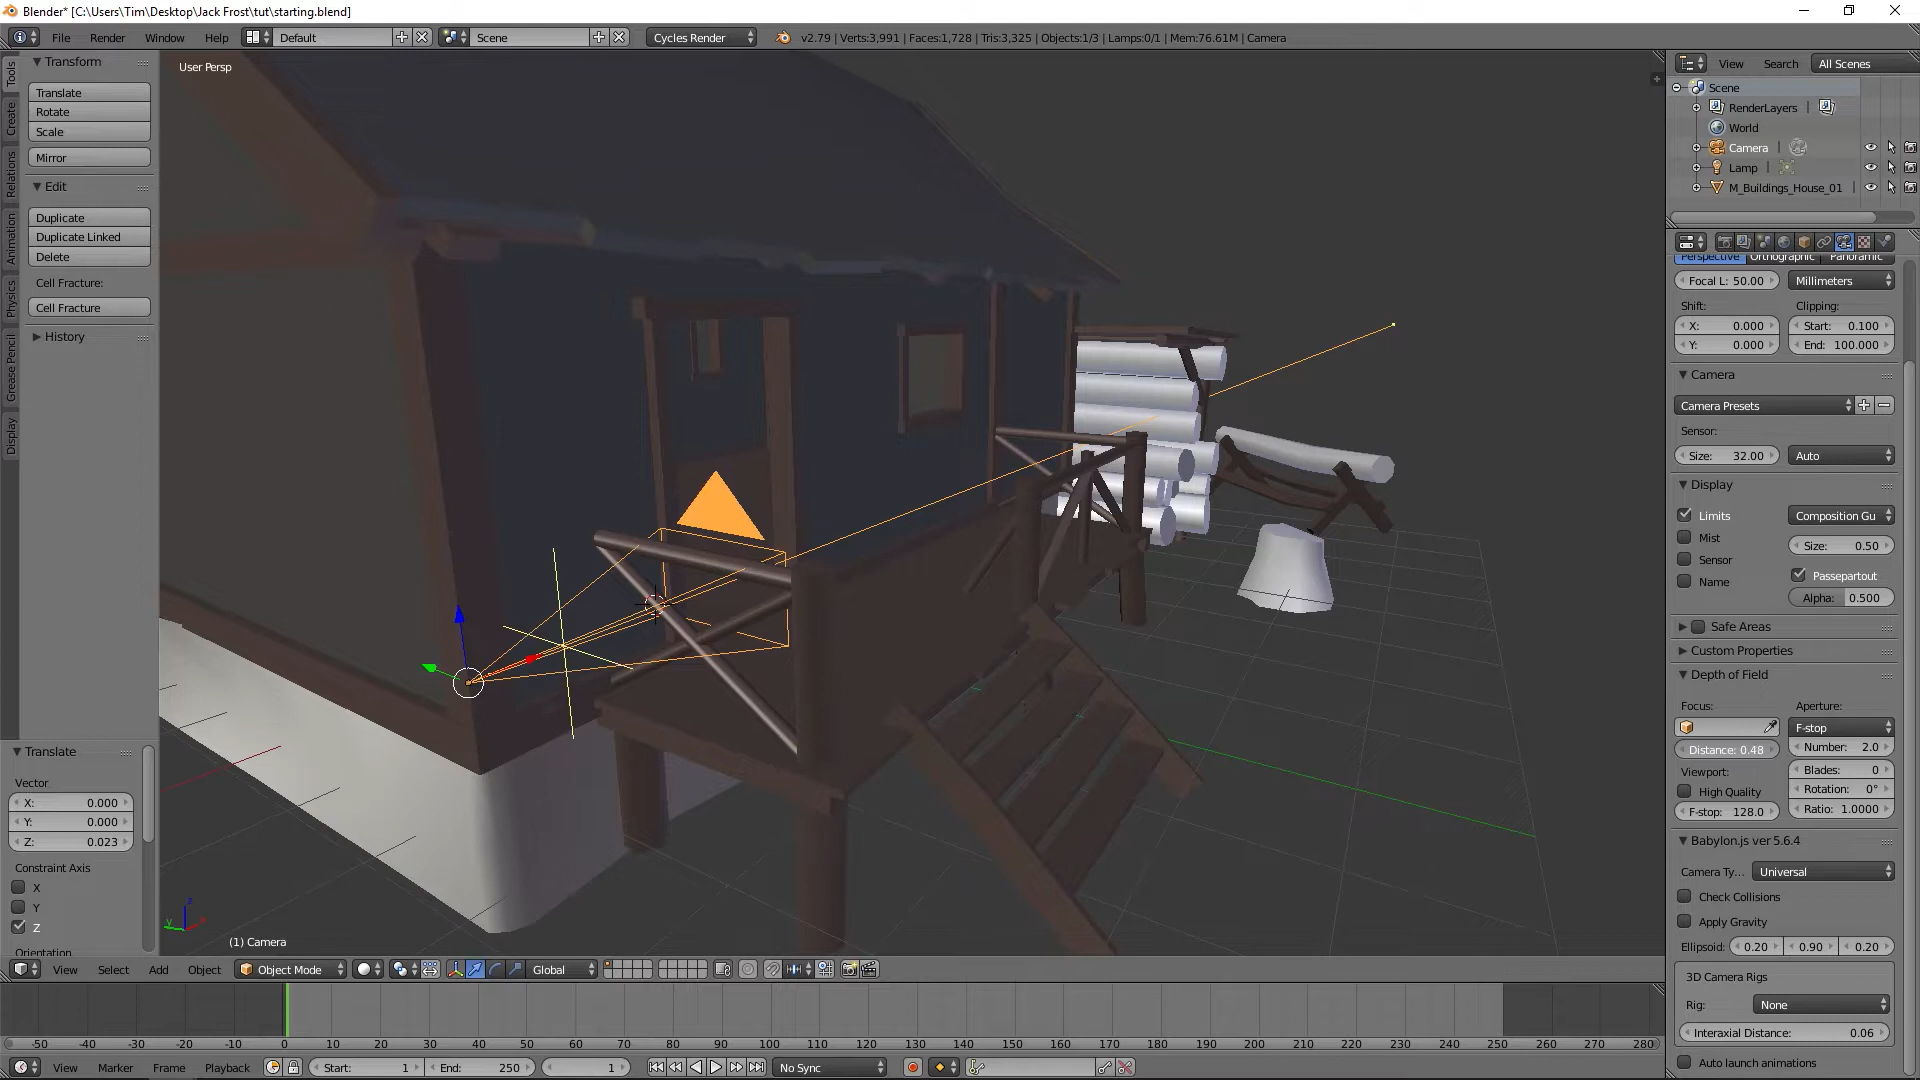 Blender* [C:\Users\Tim\Desktop\Jack Frost\tut\starting.blend]
File Render Window Help Default Scene Cycles Render v2.79 | Verts:3,991 | Faces:1,728 | Tris:3,325 | Objects:1/3 | Lamps:0/1 | Mem:76.61M | Camera
Tools
Create
Relations
Animation
Physics
Grease Pencil
Display
Transform
Translate
Rotate
Scale
Mirror
Edit
Duplicate
Duplicate Linked
Delete
Cell Fracture:
Cell Fracture
History
Translate
Vector
X: 0.000
Y: 0.000
Z: 0.023
Constraint Axis
X
Y
Z
Orientation
User Persp
(1) Camera
z
y
x
View Select Add Object Object Mode Global
-50 -40 -30 -20 -10 0 10 20 30 40 50 60 70 80 90 100 110 120 130 140 150 160 170 180 190 200 210 220 230 240 250 260 270 280
View Marker Frame Playback Start: 1 End: 250 1 No Sync
View Search All Scenes
Scene
RenderLayers |
World
Camera |
Lamp |
M_Buildings_House_01
Perspective Orthographic Panoramic
Focal L: 50.00 Millimeters
Shift: Clipping:
X: 0.000 Start: 0.100
Y: 0.000 End: 100.000
Camera
Camera Presets
Sensor:
Size: 32.00 Auto
Display
Limits Composition Gu
Mist Size: 0.50
Sensor Passepartout
Name Alpha: 0.500
Safe Areas
Custom Properties
Depth of Field
Focus: Aperture:
F-stop
Distance: 0.48 Number: 2.0
Viewport: Blades: 0
High Quality Rotation: 0°
F-stop: 128.0 Ratio: 1.0000
Babylon.js ver 5.6.4
Camera Ty... Universal
Check Collisions
Apply Gravity
Ellipsoid: 0.20 0.90 0.20
3D Camera Rigs
Rig: None
Interaxial Distance: 0.06
Auto launch animations